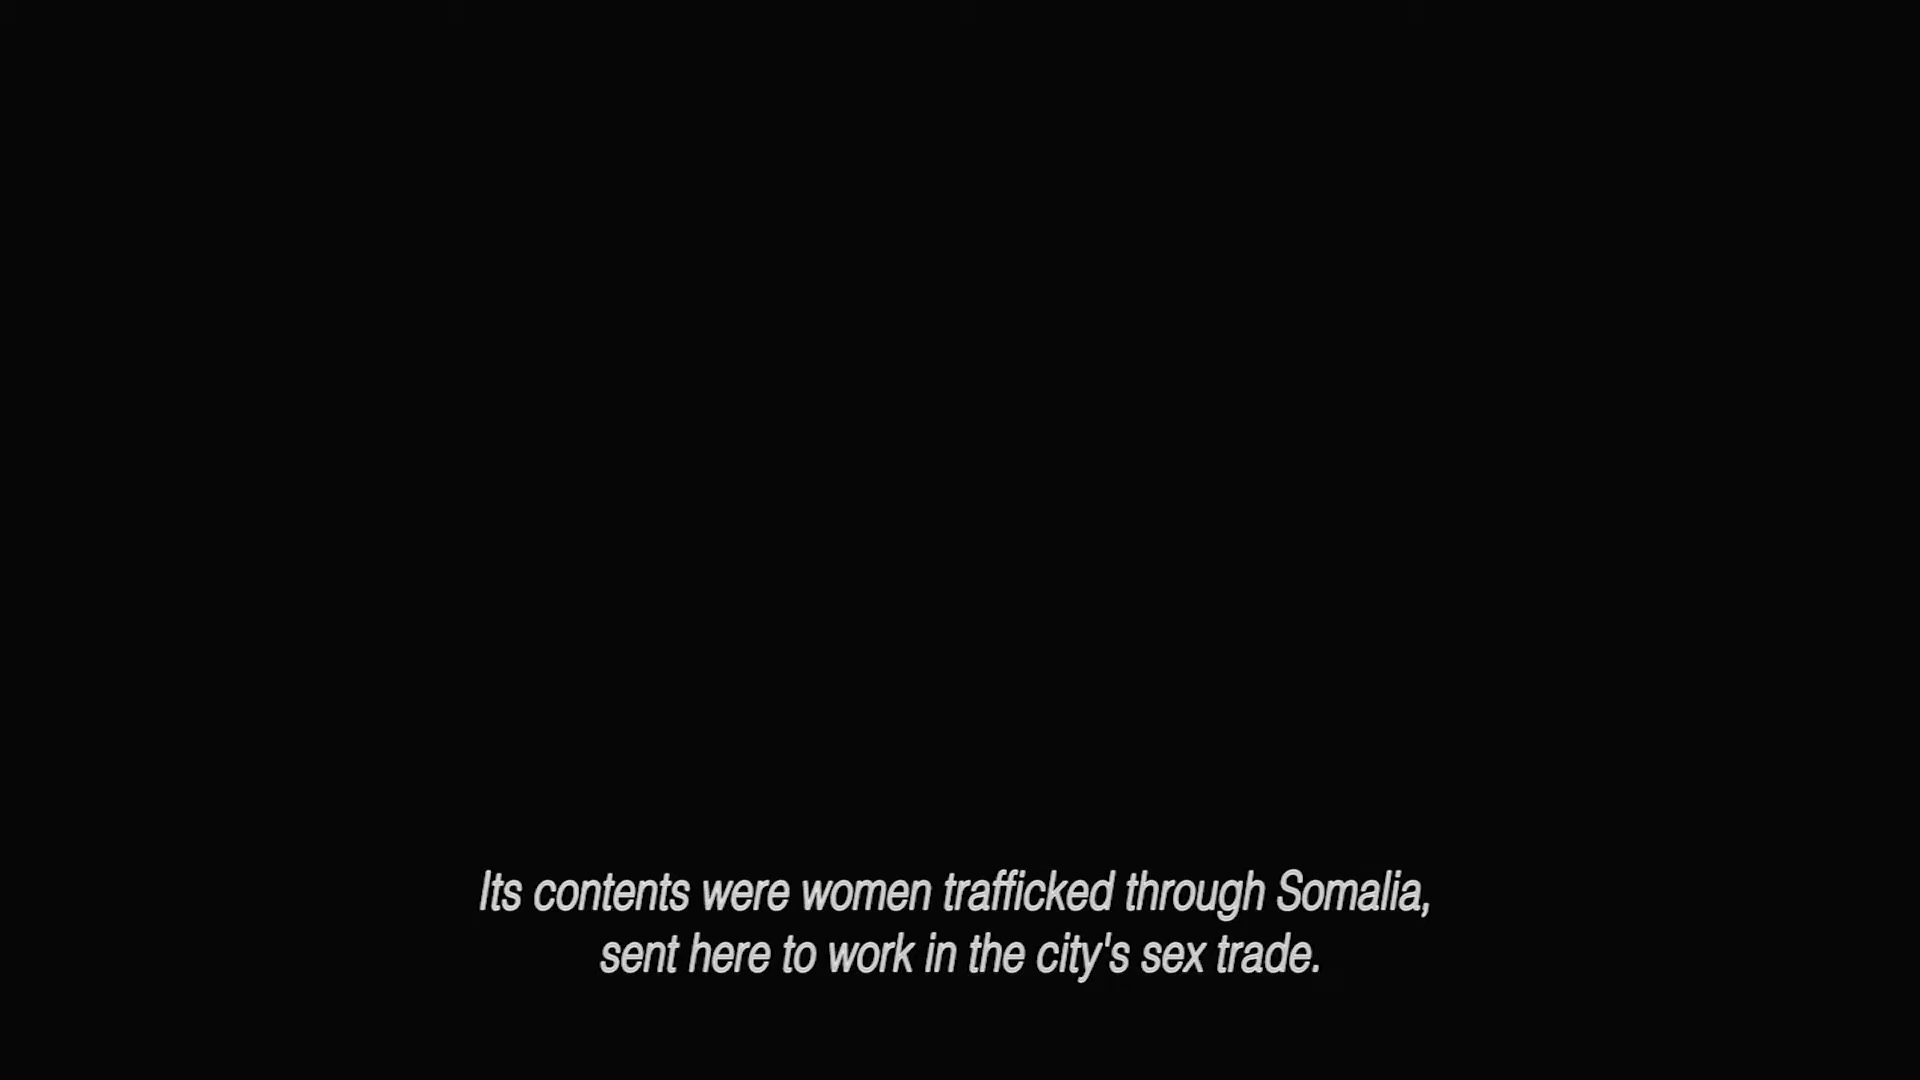 Its contents were women trafficked through Somalia,
sent here to work in the city's sex trade.